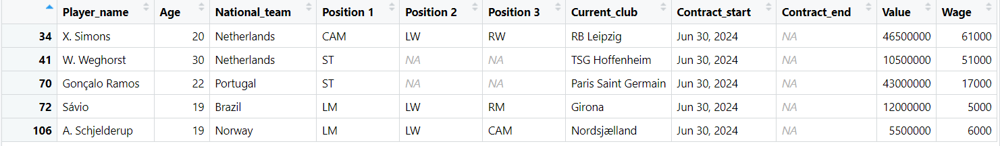 Player_name Age National_team Position 1 Position 2 Position 3 Current_club Contract_start Contract_end Value Wage
34 X. Simons 20 Netherlands CAM LW RW RB Leipzig Jun 30, 2024 NA 46500000 61000
41 W. Weghorst 30 Netherlands ST NA NA TSG Hoffenheim Jun 30, 2024 NA 10500000 51000
70 Gonçalo Ramos 22 Portugal ST NA NA Paris Saint Germain Jun 30, 2024 NA 43000000 17000
72 Sávio 19 Brazil LM LW RM Girona Jun 30, 2024 NA 12000000 5000
106 A. Schjelderup 19 Norway LM LW CAM Nordsjælland Jun 30, 2024 NA 5500000 6000